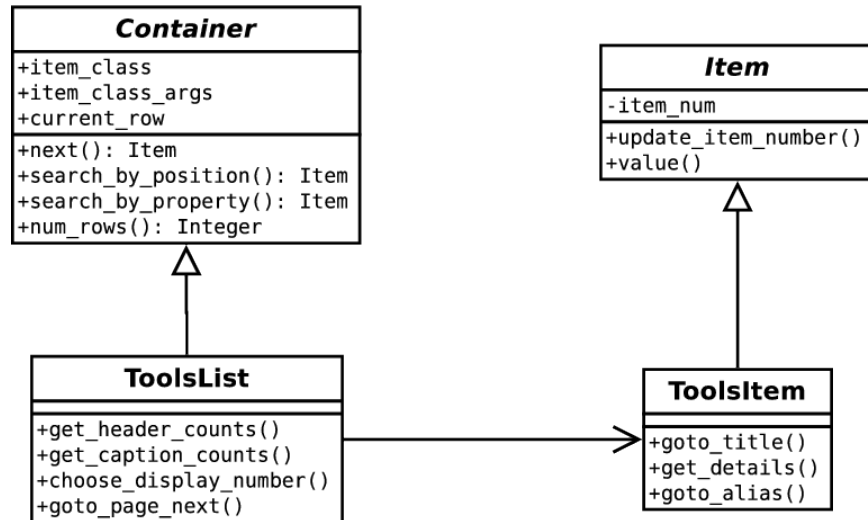 Container
+item_class
+item_class_args
+current_row
+next(): Item
+search_by_position(): Item
+search_by_property(): Item
+num_rows(): Integer
Item
-item_num
+update_item_number()
+value()
ToolsList
+get_header_counts()
+get_caption_counts()
+choose_display_number()
+goto_page_next()
ToolsItem
+goto_title()
+get_details()
+goto_alias()